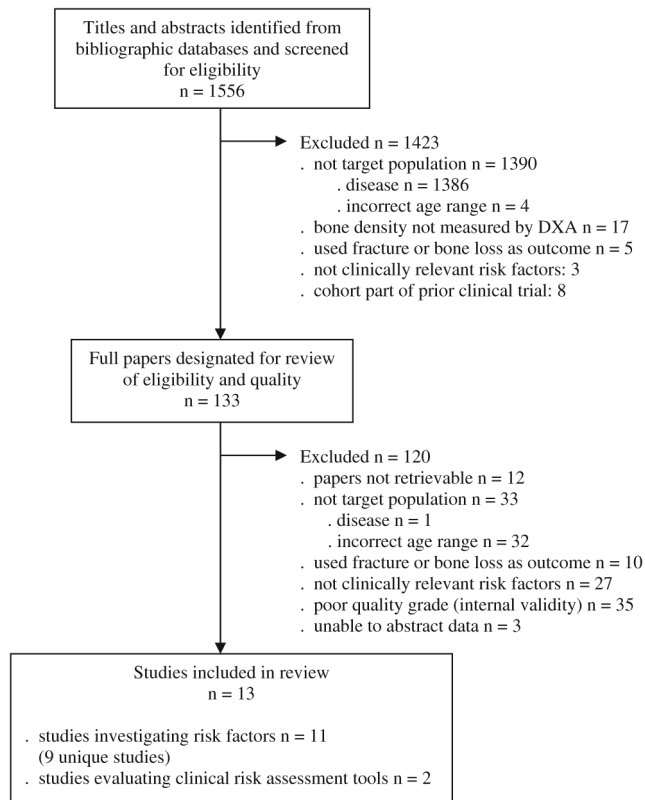 Titles and abstracts identified from
bibliographic databases and screened
for eligibility
n = 1556
Excluded n = 1423
. not target population n = 1390
. disease n = 1386
. incorrect age range n = 4
. bone density not measured by DXA n = 17
. used fracture or bone loss as outcome n = 5
. not clinically relevant risk factors: 3
. cohort part of prior clinical trial: 8
Full papers designated for review
of eligibility and quality
n = 133
Excluded n = 120
. papers not retrievable n = 12
. not target population n = 33
. disease n = 1
. incorrect age range n = 32
. used fracture or bone loss as outcome n = 10
. not clinically relevant risk factors n = 27
. poor quality grade (internal validity) n = 35
. unable to abstract data n = 3
Studies included in review
n = 13
. studies investigating risk factors n = 11
(9 unique studies)
. studies evaluating clinical risk assessment tools n = 2